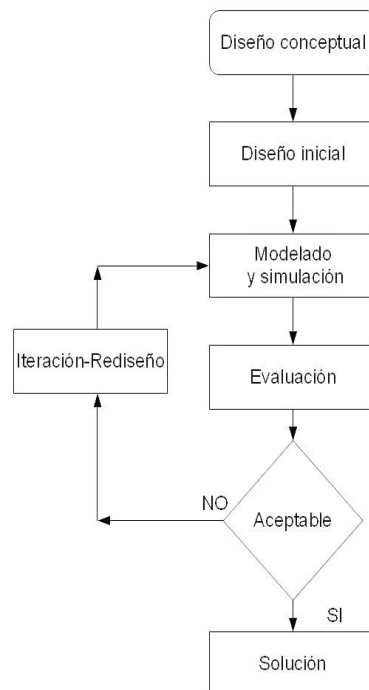 Diseño conceptual
Diseño inicial
Modelado
y simulación
Iteración-Rediseño
Evaluación
NO
Aceptable
SI
Solución